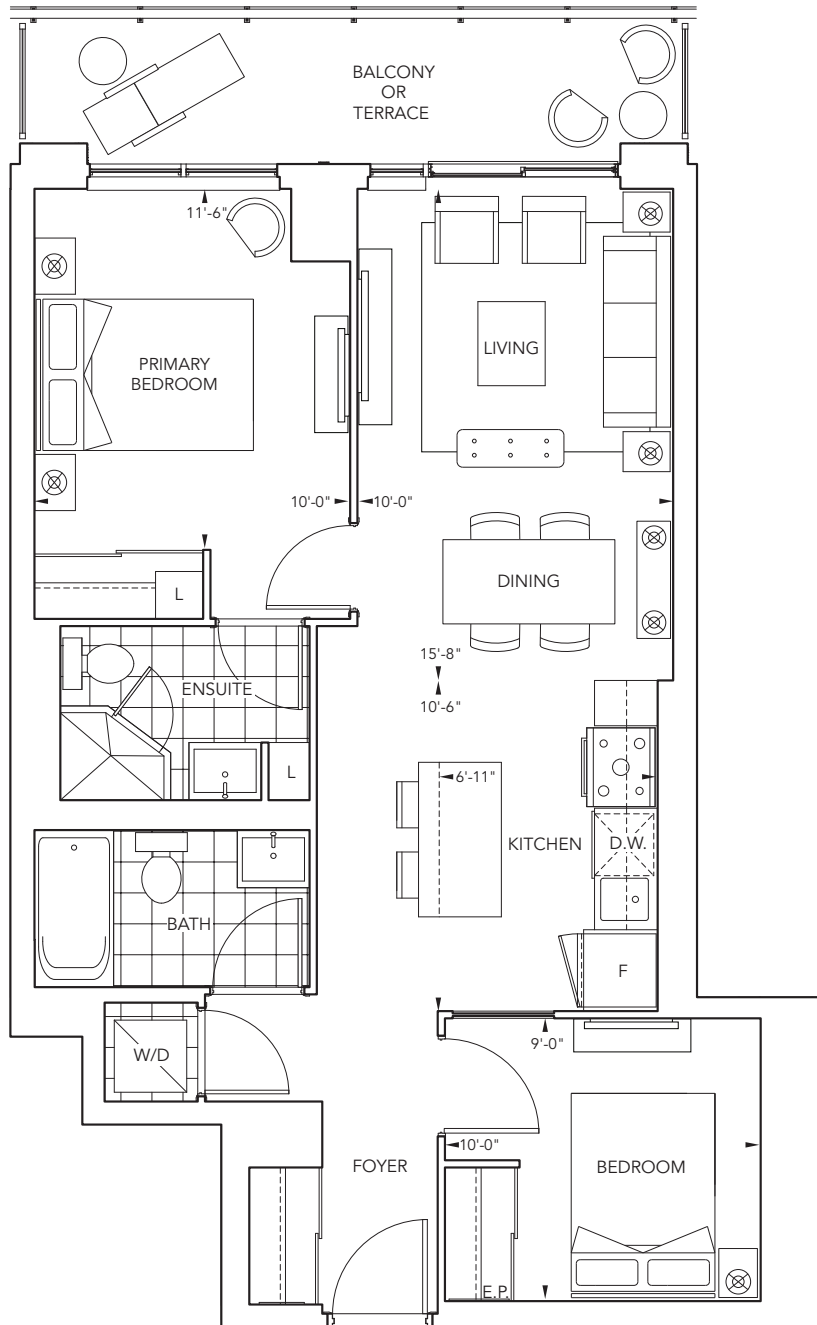 BALCONY
OR
TERRACE
11'-6"
PRIMARY
BEDROOM
LIVING
10'-0"
10'-0"
DINING
L
15'-8"
ENSUITE
10'-6"
L
6'-11"
KITCHEN
D.W.
BATH
F
W/D
9'-0"
10'-0"
FOYER
BEDROOM
E.P.